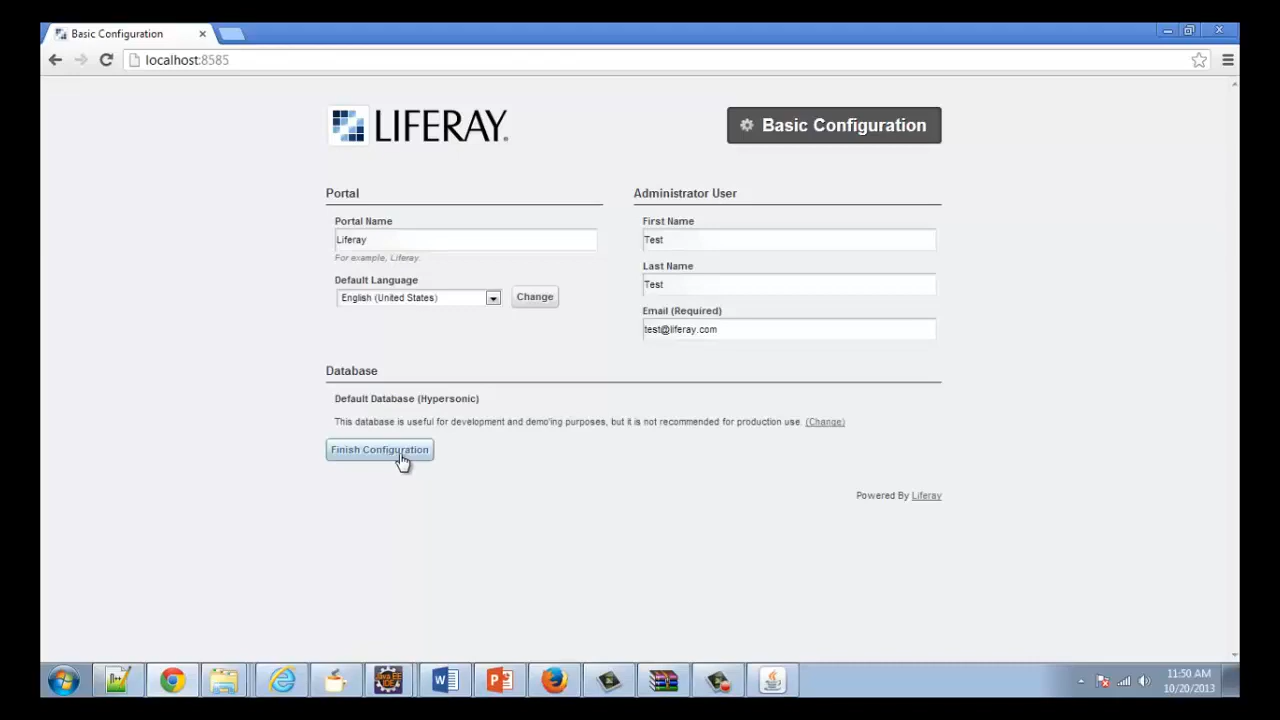 Basic Configuration
localhost:8585
LIFERAY
Basic Configuration
Portal
Administrator User
Portal Name
First Name
Liferay
Test
For example, Liferay.
Last Name
Default Language
Test
English (United States)
Change
Email (Required)
test@liferay.com
Database
Default Database (Hypersonic)
This database is useful for development and demo'ing purposes, but it is not recommended for production use. (Change)
Finish Configuration
Powered By Liferay
11:50 AM
10/20/2013